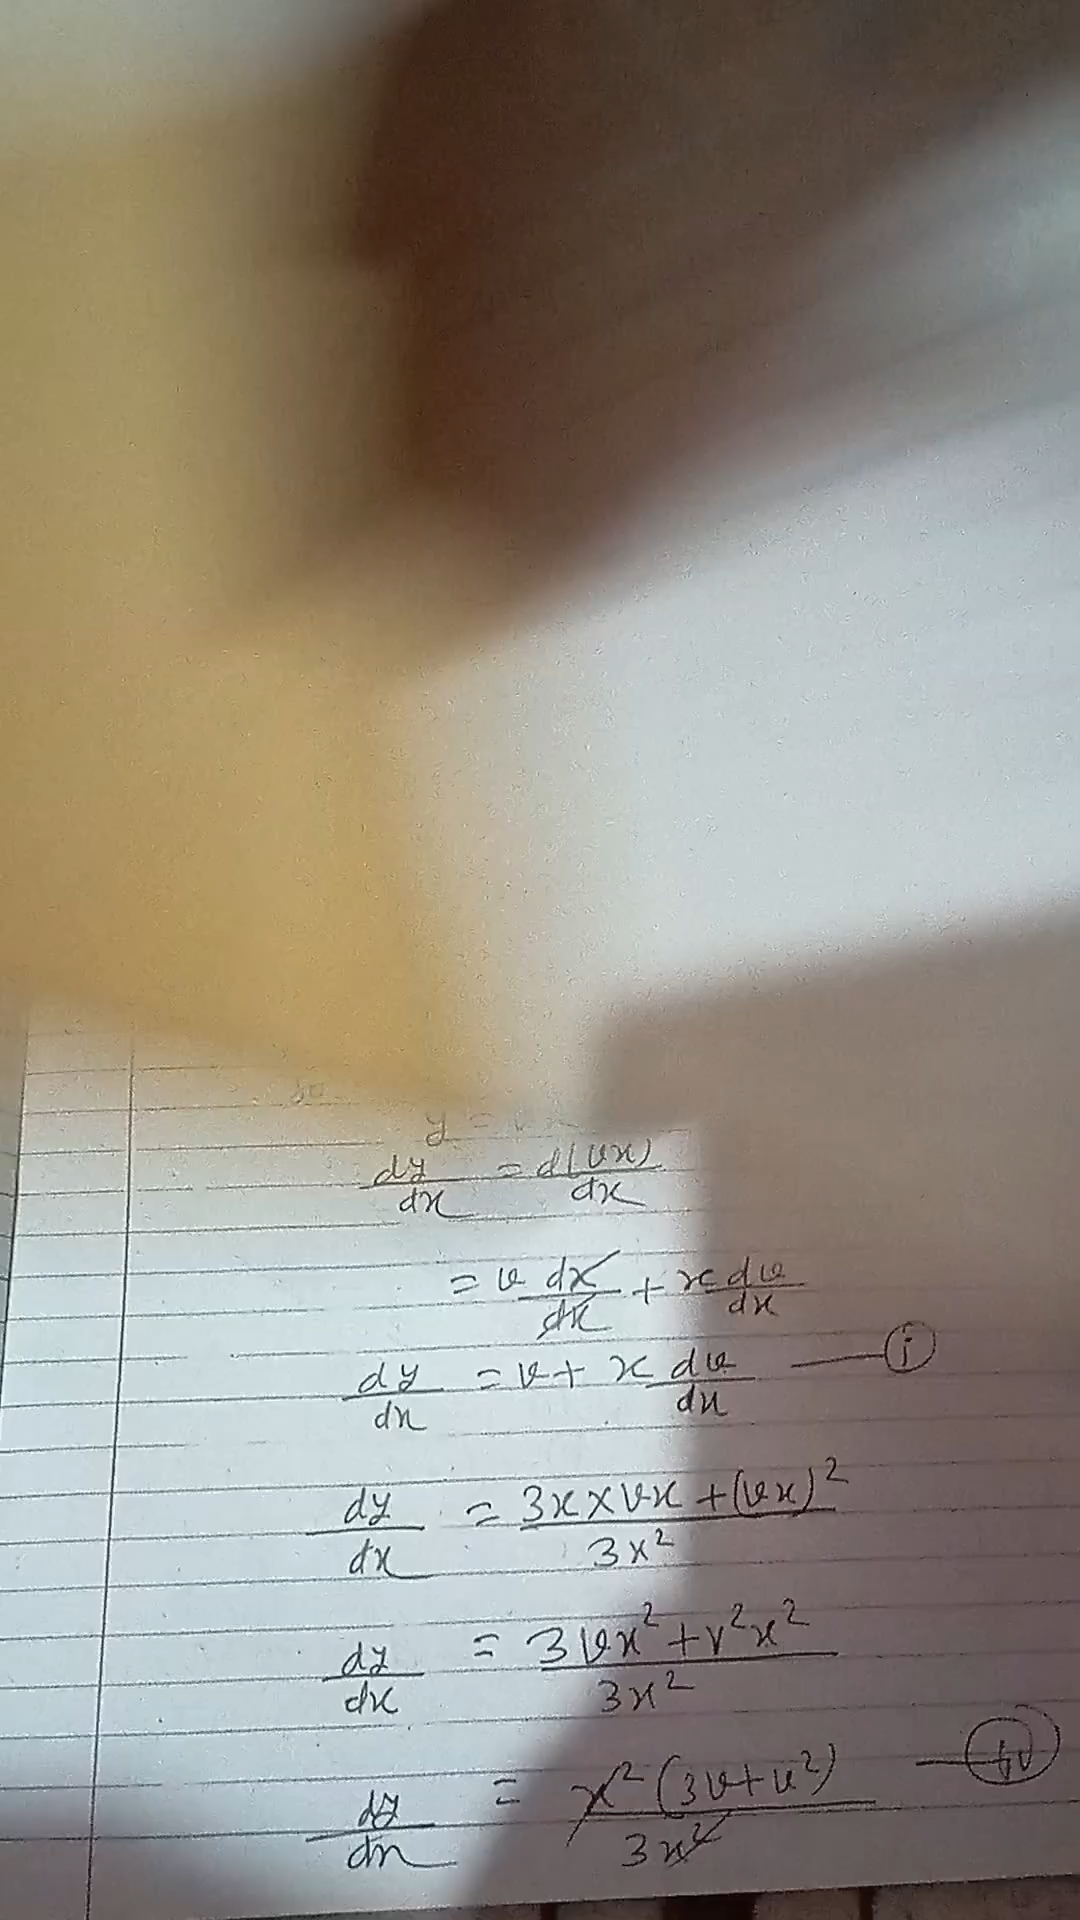 so
y =
dy/dx = d(vx)/dx
= v dx/dx + x dv/dx
dy/dx = v + x dv/dx — (i)
dy/dx = 3x × vx + (vx)²/3x²
dy/dx = 3vx² + v²x²/3x²
dy/dx = x²(3v + v²)/3x²